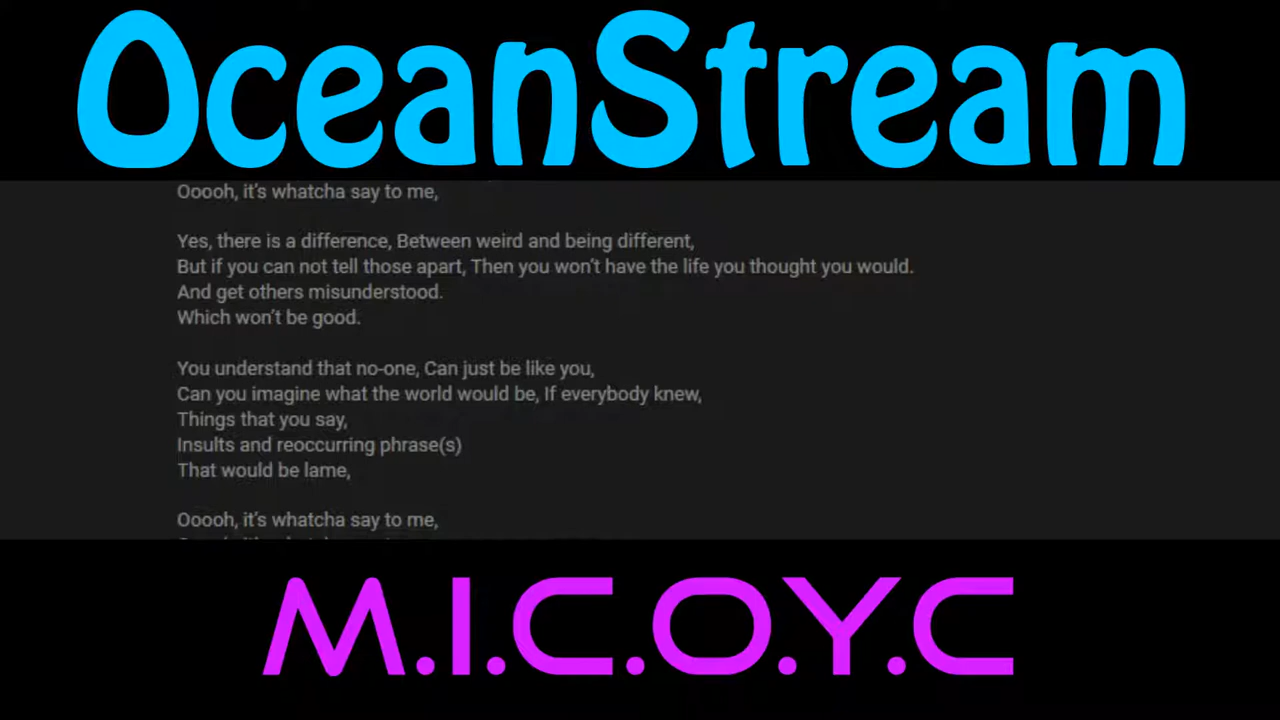 OceanStream
Ooooh, it's whatcha say to me,
Yes, there is a difference, Between weird and being different,
But if you can not tell those apart, Then you won't have the life you thought you would.
And get others misunderstood.
Which won't be good.
You understand that no-one, Can just be like you,
Can you imagine what the world would be, If everybody knew,
Things that you say,
Insults and reoccurring phrase(s)
That would be lame,
Ooooh, it's whatcha say to me,
M.I.C.O.Y.C